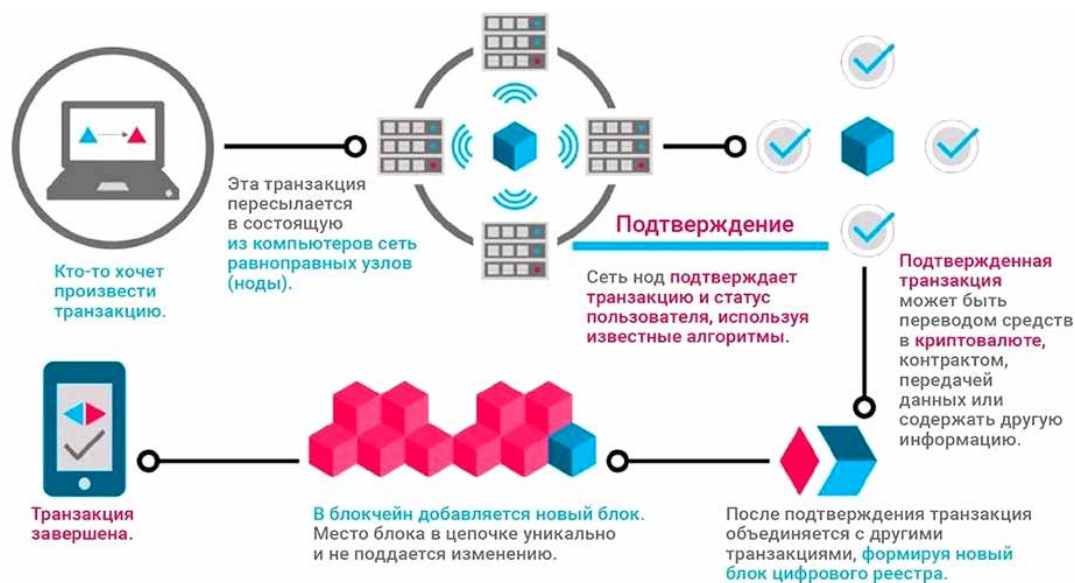 Кто-то хочет
произвести
транзакцию.
Эта транзакция
пересылается
в состоящую
из компьютеров сеть
равноправных узлов
(ноды).
Подтверждение
Сеть нод подтверждает
транзакцию и статус
пользователя, используя
известные алгоритмы.
Подтвержденная
транзакция
может быть
переводом средств
в криптовалюте,
контрактом,
передачей
данных или
содержать другую
информацию.
После подтверждения транзакция
объединяется с другими
транзакциями, формируя новый
блок цифрового реестра.
В блокчейн добавляется новый блок.
Место блока в цепочке уникально
и не поддается изменению.
Транзакция
завершена.